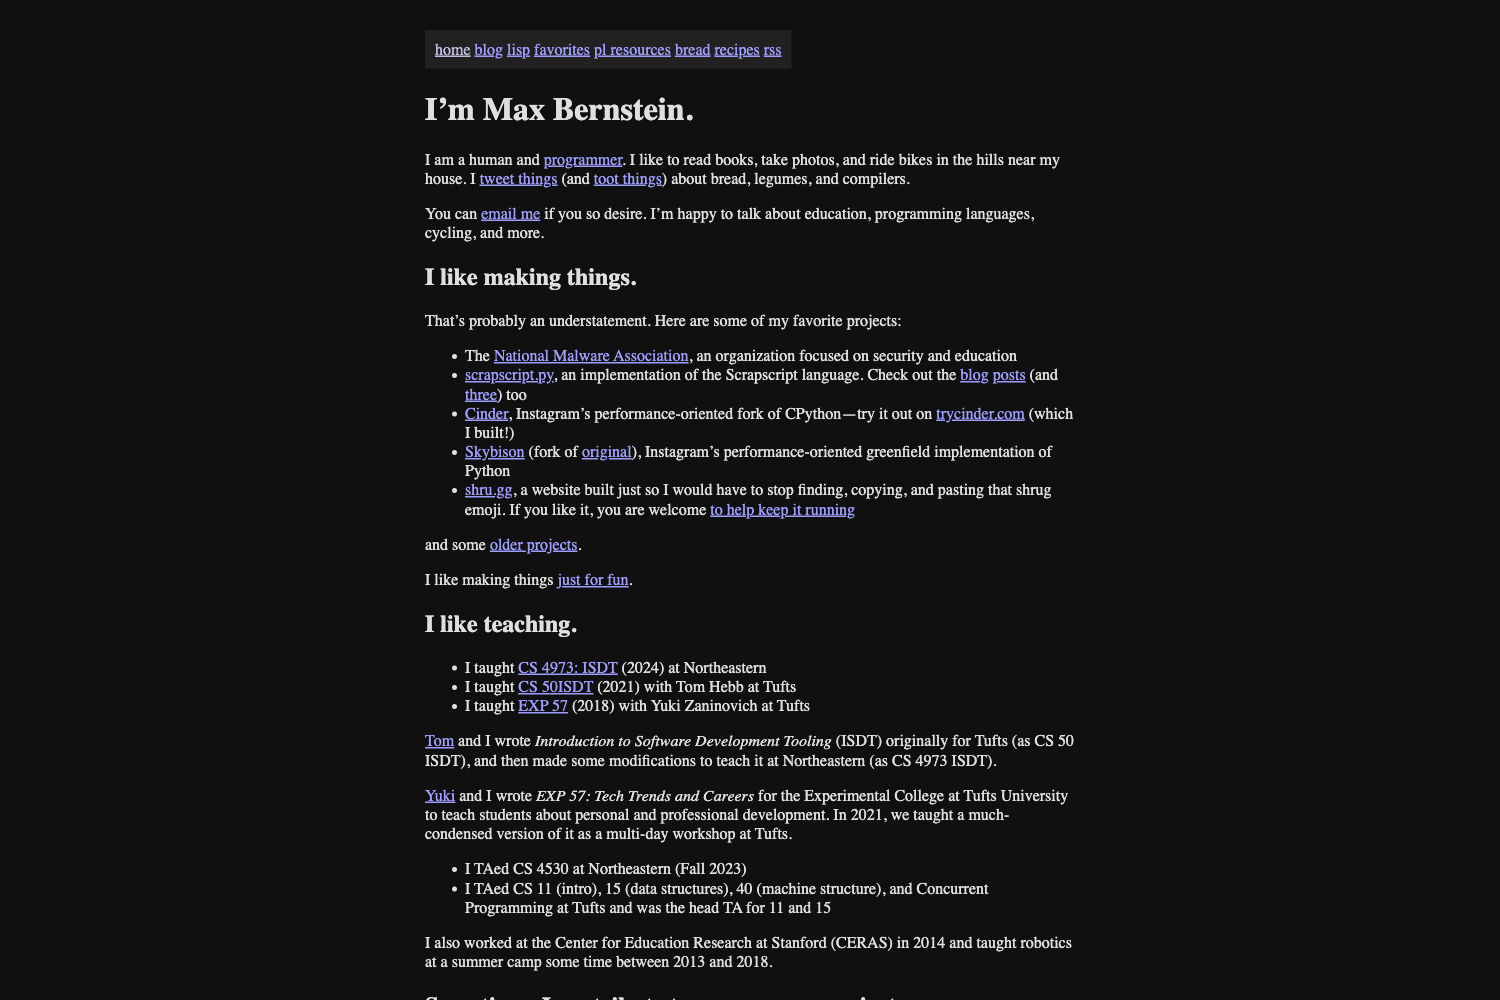 home blog lisp favorites pl resources bread recipes rss
I’m Max Bernstein.
I am a human and programmer. I like to read books, take photos, and ride bikes in the hills near my
house. I tweet things (and toot things) about bread, legumes, and compilers.
You can email me if you so desire. I’m happy to talk about education, programming languages,
cycling, and more.
I like making things.
That’s probably an understatement. Here are some of my favorite projects:
• The National Malware Association, an organization focused on security and education
• scrapscript.py, an implementation of the Scrapscript language. Check out the blog posts (and
three) too
• Cinder, Instagram’s performance-oriented fork of CPython—try it out on trycinder.com (which
I built!)
• Skybison (fork of original), Instagram’s performance-oriented greenfield implementation of
Python
• shru.gg, a website built just so I would have to stop finding, copying, and pasting that shrug
emoji. If you like it, you are welcome to help keep it running
and some older projects.
I like making things just for fun.
I like teaching.
• I taught CS 4973: ISDT (2024) at Northeastern
• I taught CS 50ISDT (2021) with Tom Hebb at Tufts
• I taught EXP 57 (2018) with Yuki Zaninovich at Tufts
Tom and I wrote Introduction to Software Development Tooling (ISDT) originally for Tufts (as CS 50
ISDT), and then made some modifications to teach it at Northeastern (as CS 4973 ISDT).
Yuki and I wrote EXP 57: Tech Trends and Careers for the Experimental College at Tufts University
to teach students about personal and professional development. In 2021, we taught a much-
condensed version of it as a multi-day workshop at Tufts.
• I TAed CS 4530 at Northeastern (Fall 2023)
• I TAed CS 11 (intro), 15 (data structures), 40 (machine structure), and Concurrent
Programming at Tufts and was the head TA for 11 and 15
I also worked at the Center for Education Research at Stanford (CERAS) in 2014 and taught robotics
at a summer camp some time between 2013 and 2018.